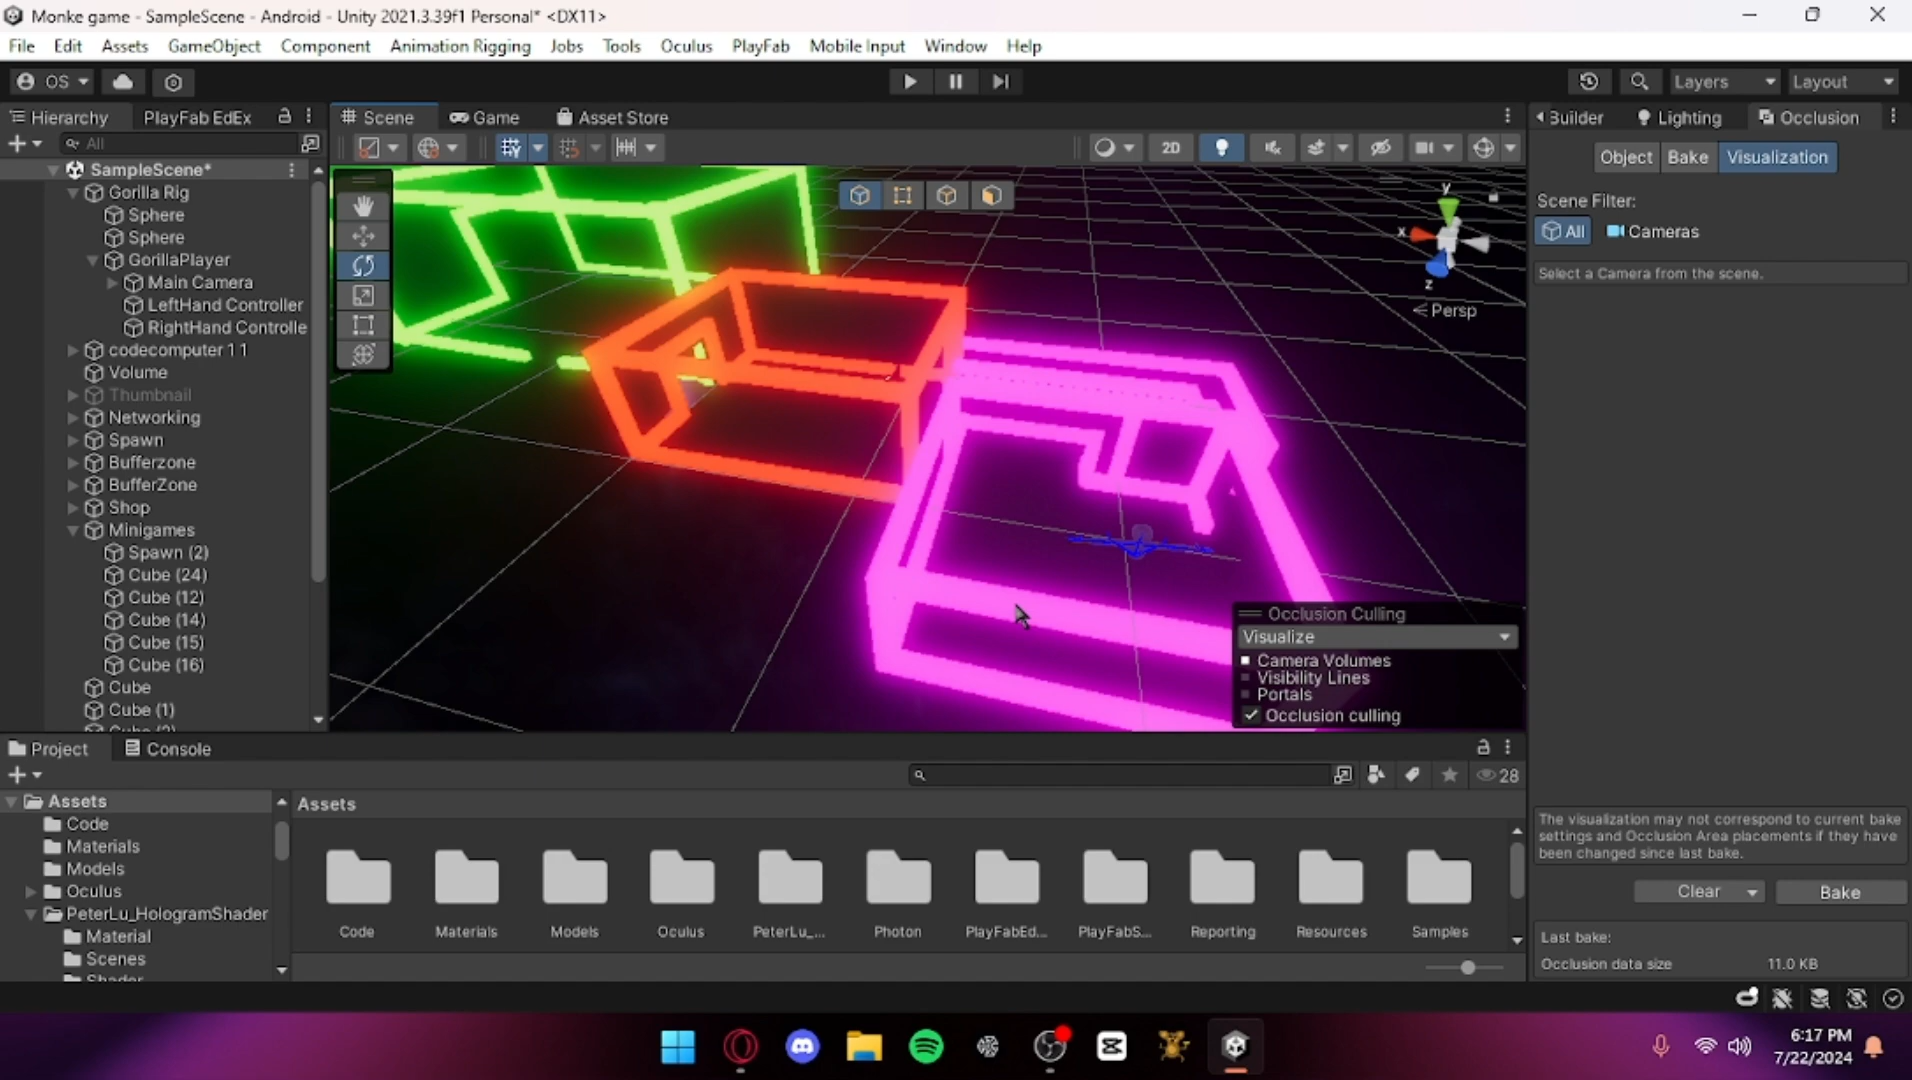 Monke game - SampleScene - Android - Unity 2021.3.39f1 Personal* <DX11>
File Edit Assets GameObject Component Animation Rigging Jobs Tools Oculus PlayFab Mobile Input Window Help
OS Layers Layout
Hierarchy PlayFab EdEx Scene Game Asset Store Builder Lighting Occlusion
All 2D
Object Bake Visualization
SampleScene*
Gorilla Rig
Sphere
Sphere
GorillaPlayer
Main Camera
LeftHand Controller
RightHand Controlle
codecomputer 1 1
Volume
Thumbnail
Networking
Spawn
Bufferzone
BufferZone
Shop
Minigames
Spawn (2)
Cube (24)
Cube (12)
Cube (14)
Cube (15)
Cube (16)
Cube
Cube (1)
y
x
z
< Persp
Scene Filter:
All Cameras
Select a Camera from the scene.
Occlusion Culling
Visualize
Camera Volumes
Visibility Lines
Portals
Occlusion culling
Project Console
28
Assets
Code
Materials
Models
Oculus
PeterLu_HologramShader
Material
Scenes
Shader
Assets
Code Materials Models Oculus PeterLu_... Photon PlayFabEd... PlayFabS... Reporting Resources Samples
The visualization may not correspond to current bake
settings and Occlusion Area placements if they have
been changed since last bake.
Clear Bake
Last bake:
Occlusion data size 11.0 KB
6:17 PM
7/22/2024